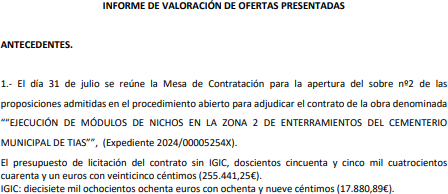 INFORME DE VALORACIÓN DE OFERTAS PRESENTADAS
ANTECEDENTES.
1.- El día 31 de julio se reúne la Mesa de Contratación para la apertura del sobre nº2 de las
proposiciones admitidas en el procedimiento abierto para adjudicar el contrato de la obra denominada
““EJECUCIÓN DE MÓDULOS DE NICHOS EN LA ZONA 2 DE ENTERRAMIENTOS DEL CEMENTERIO
MUNICIPAL DE TIAS””, (Expediente 2024/00005254X).
El presupuesto de licitación del contrato sin IGIC, doscientos cincuenta y cinco mil cuatrocientos
cuarenta y un euros con veinticinco céntimos (255.441,25€).
IGIC: diecisiete mil ochocientos ochenta euros con ochenta y nueve céntimos (17.880,89€).